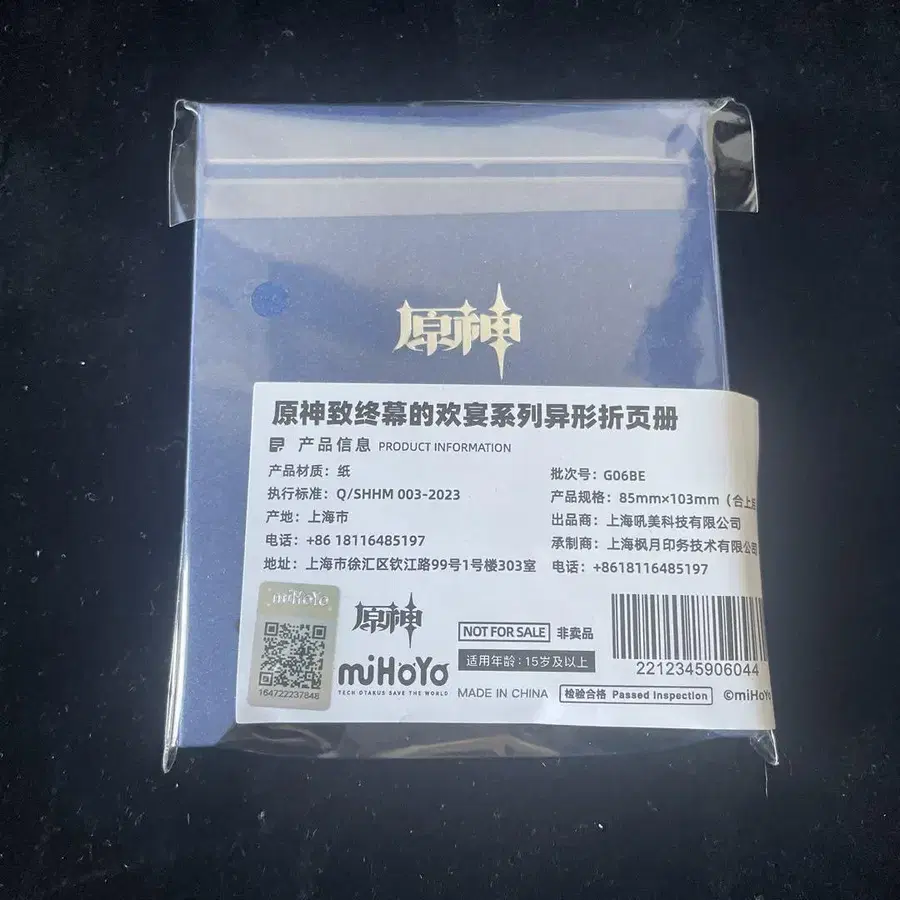 原神
原神致终幕的欢宴系列异形折页册
产品信息 PRODUCT INFORMATION
产品材质：纸
批次号：G06BE
执行标准：Q/SHHM 003-2023
产品规格：85mm×103mm（合上后
产地：上海市
出品商：上海吼美科技有限公司
电话：+86 18116485197
承制商：上海枫月印务技术有限公司
地址：上海市徐汇区钦江路99号1号楼303室
电话：+8618116485197
miHoYo
164722237848
原神
miHoYo
TECH OTAKUS SAVE THE WORLD
NOT FOR SALE 非卖品
适用年龄：15岁及以上
MADE IN CHINA
检验合格 Passed Inspection
2212345906044
©miHoYo